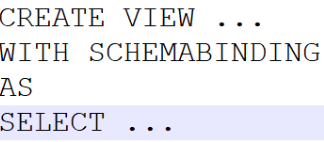 CREATE VIEW ...
WITH SCHEMABINDING
AS
SELECT ...